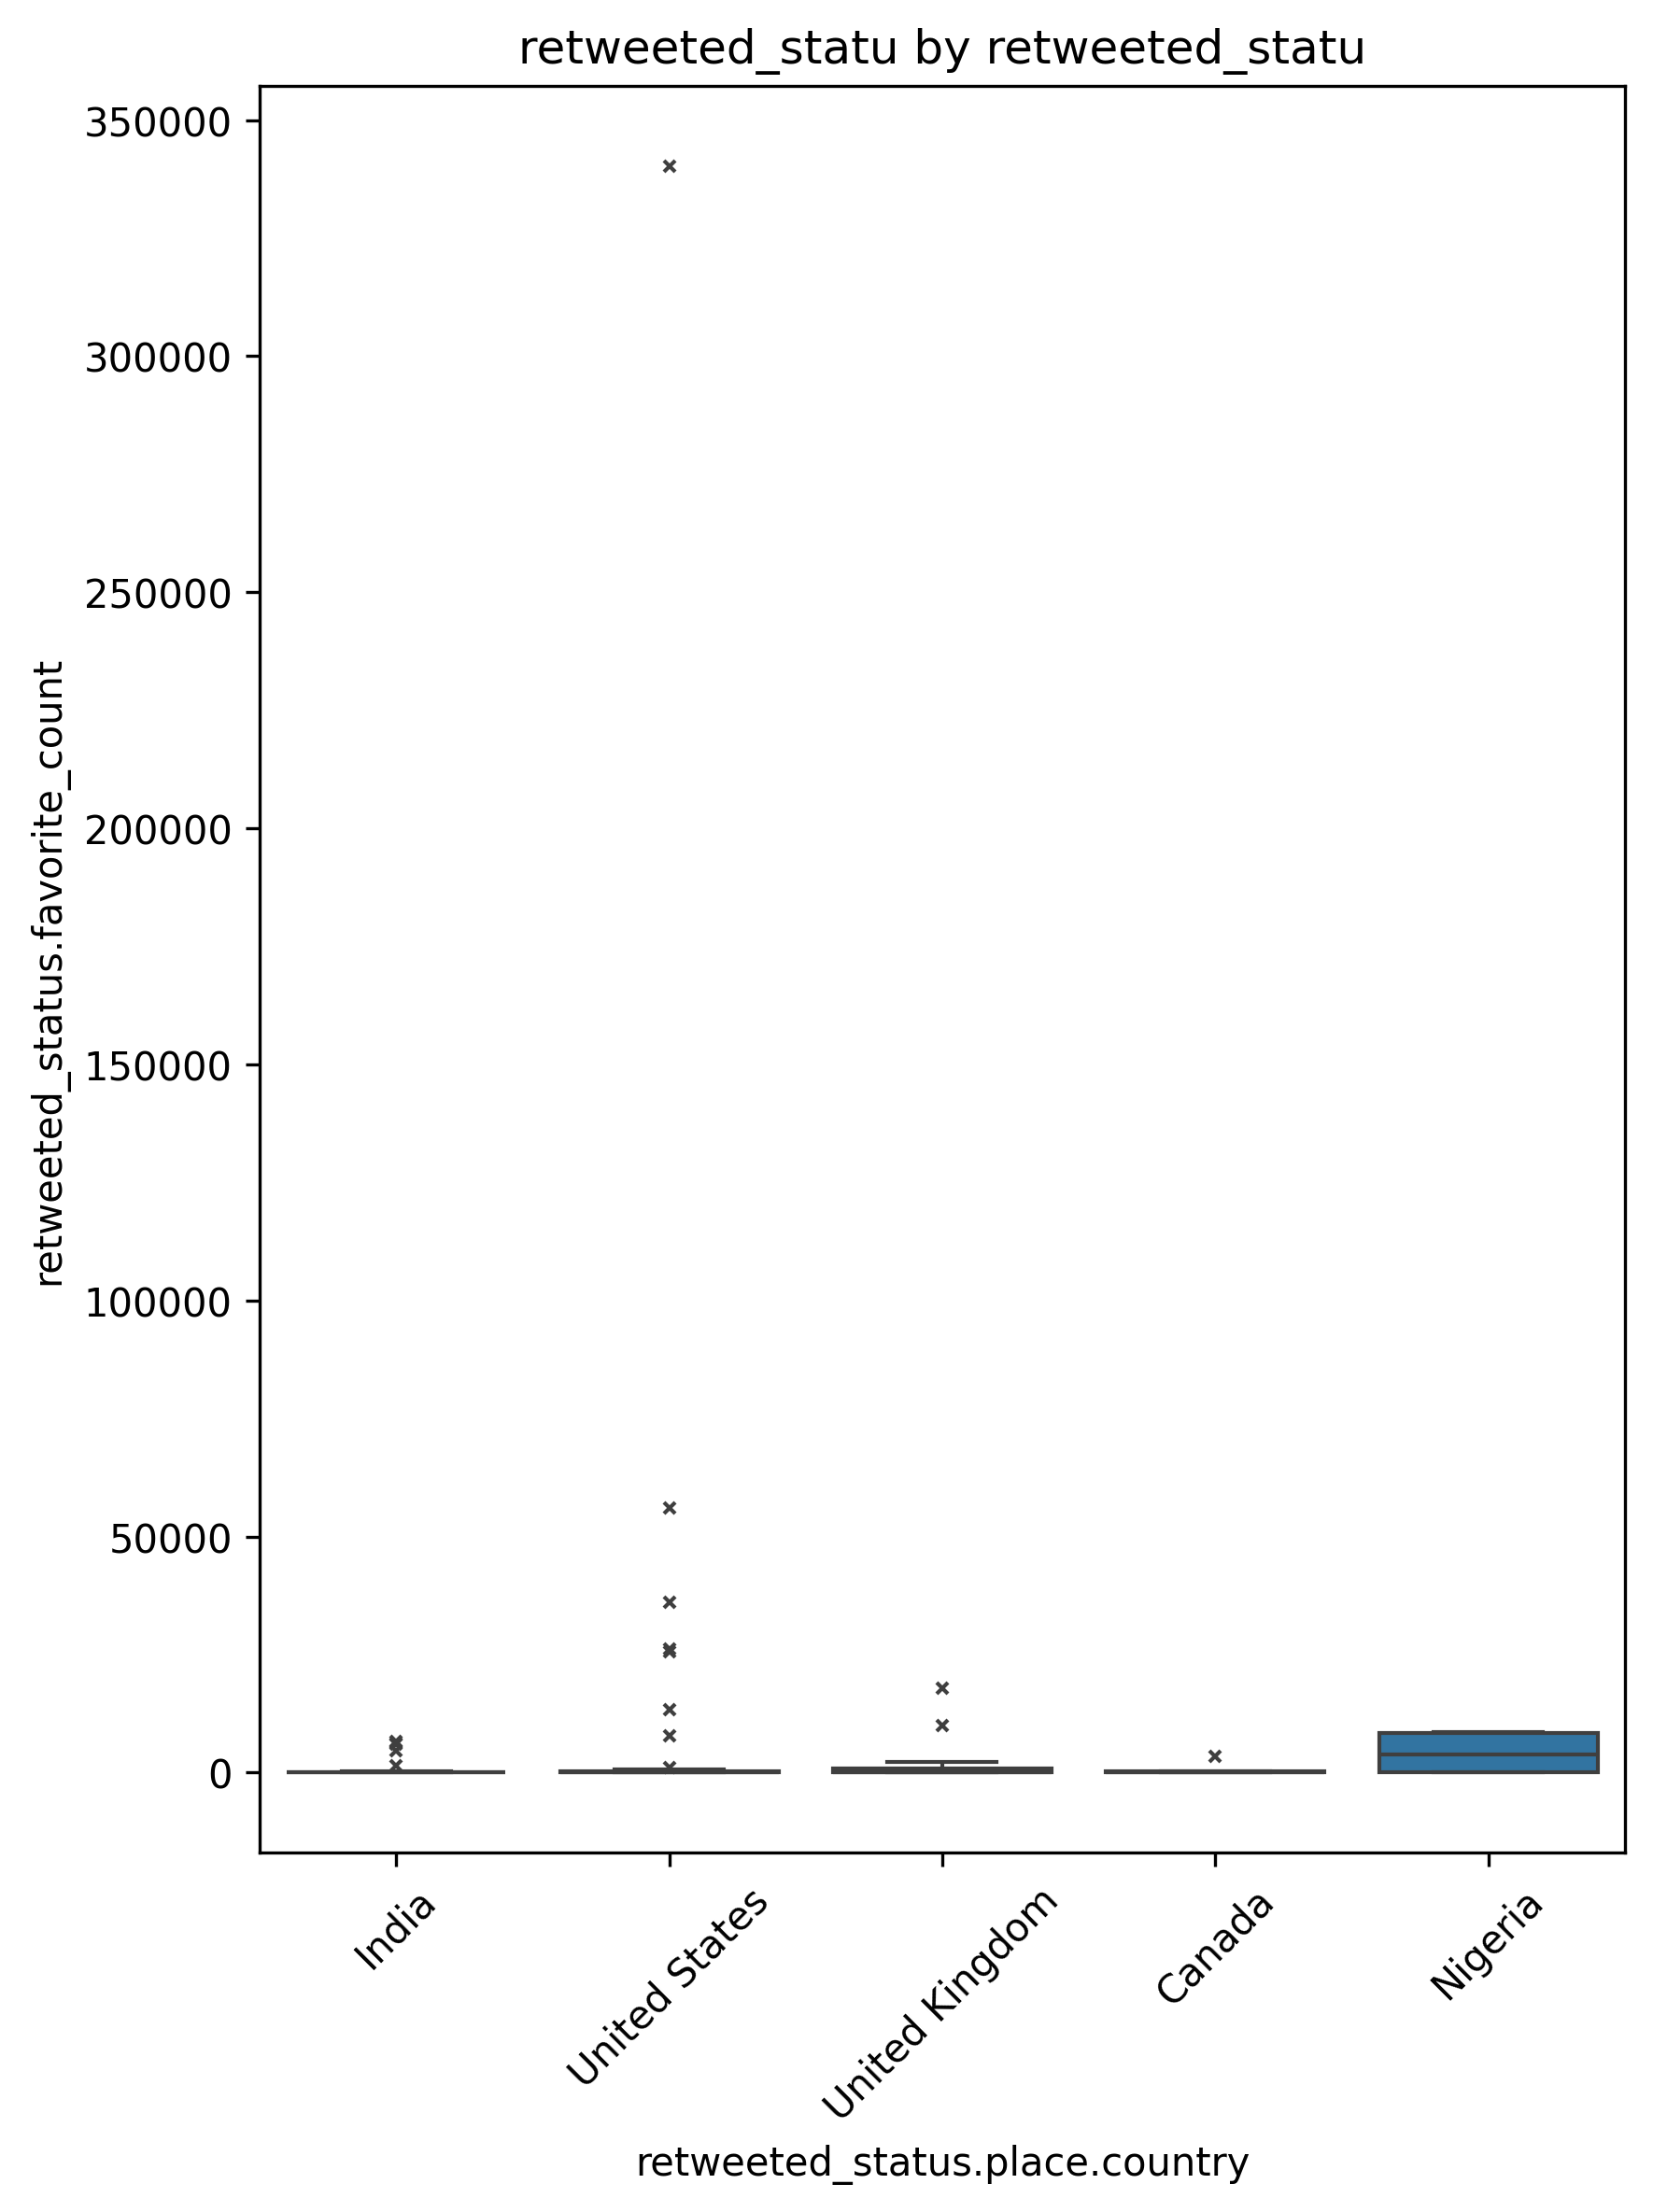 retweeted_statu by retweeted_statu
retweeted_status.favorite_count
350000
300000
250000
200000
150000
100000
50000
0
India
United States
United Kingdom
Canada
Nigeria
retweeted_status.place.country